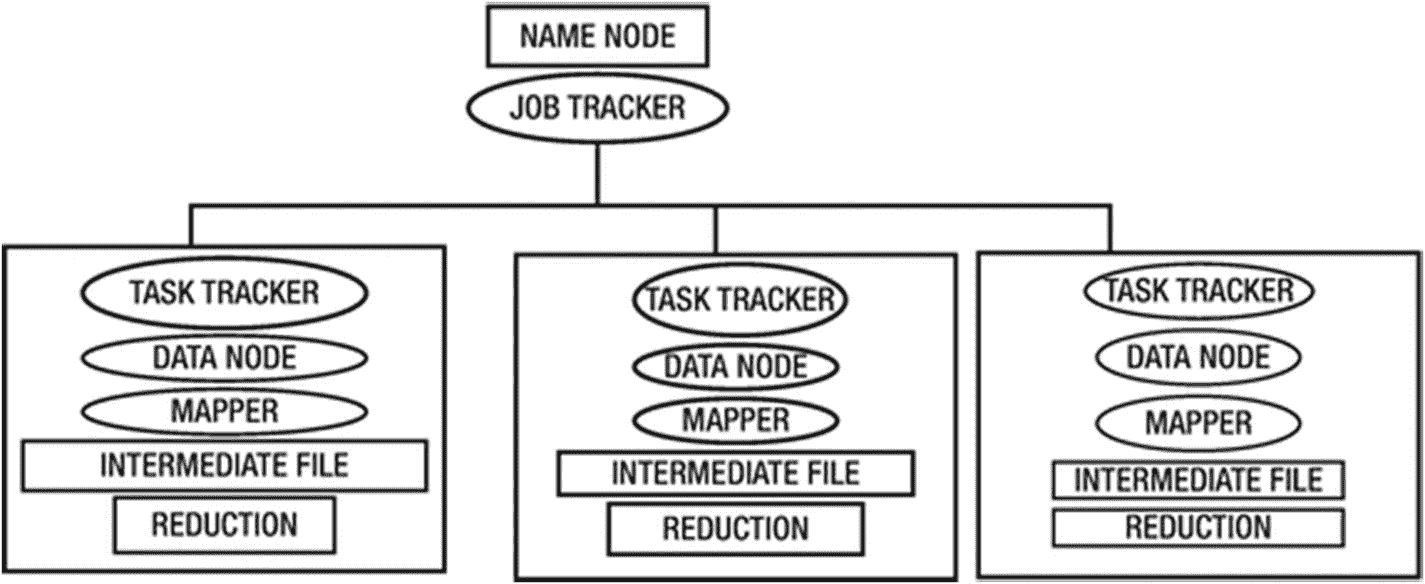 NAME NODE
JOB TRACKER
TASK TRACKER
DATA NODE
MAPPER
INTERMEDIATE FILE
REDUCTION
TASK TRACKER
DATA NODE
MAPPER
INTERMEDIATE FILE
REDUCTION
TASK TRACKER
DATA NODE
MAPPER
INTERMEDIATE FILE
REDUCTION